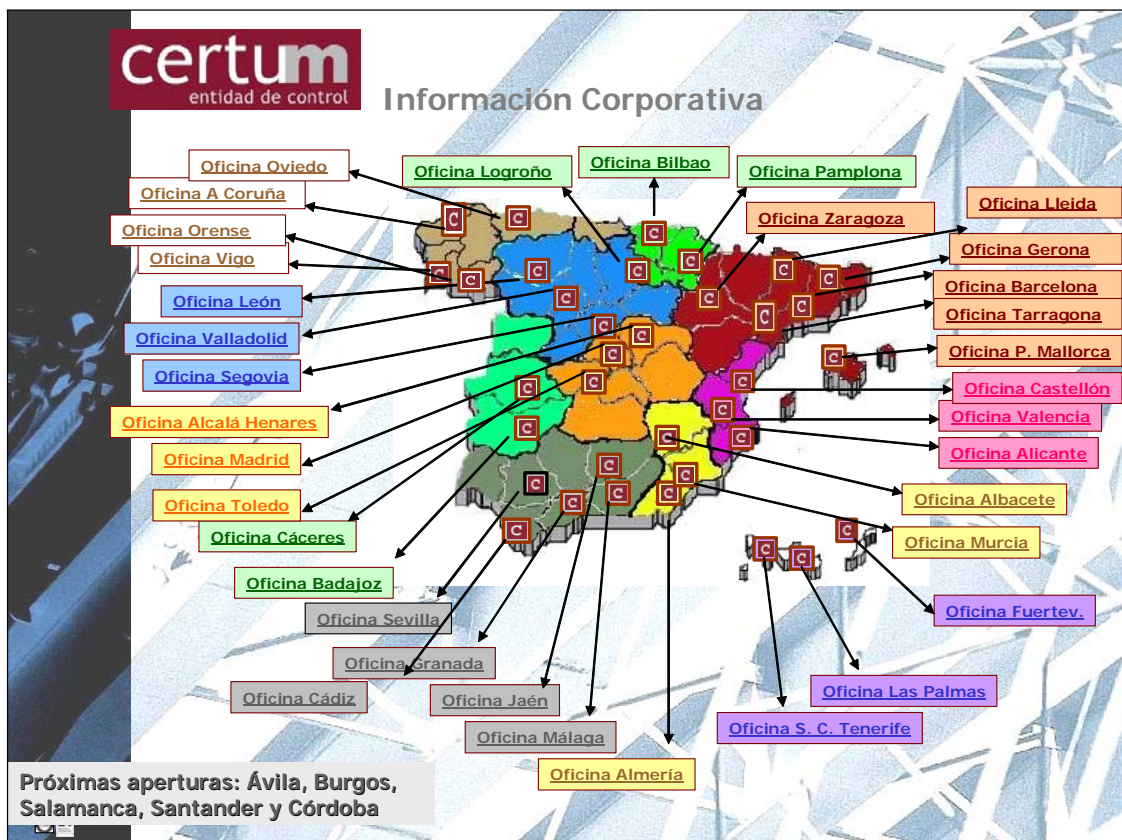 certum
entidad de control
Información Corporativa
Oficina Oviedo
Oficina Logroño
Oficina Bilbao
Oficina Pamplona
Oficina A Coruña
Oficina Zaragoza
Oficina Lleida
Oficina Orense
Oficina Gerona
Oficina Vigo
Oficina Barcelona
Oficina León
Oficina Tarragona
Oficina Valladolid
Oficina P. Mallorca
Oficina Segovia
Oficina Castellón
Oficina Alcalá Henares
Oficina Valencia
Oficina Madrid
Oficina Alicante
Oficina Toledo
Oficina Albacete
Oficina Cáceres
Oficina Murcia
Oficina Badajoz
Oficina Sevilla
Oficina Fuertev.
Oficina Granada
Oficina Cádiz
Oficina Jaén
Oficina Las Palmas
Oficina Málaga
Oficina S. C. Tenerife
Oficina Almería
Próximas aperturas: Ávila, Burgos,
Salamanca, Santander y Córdoba